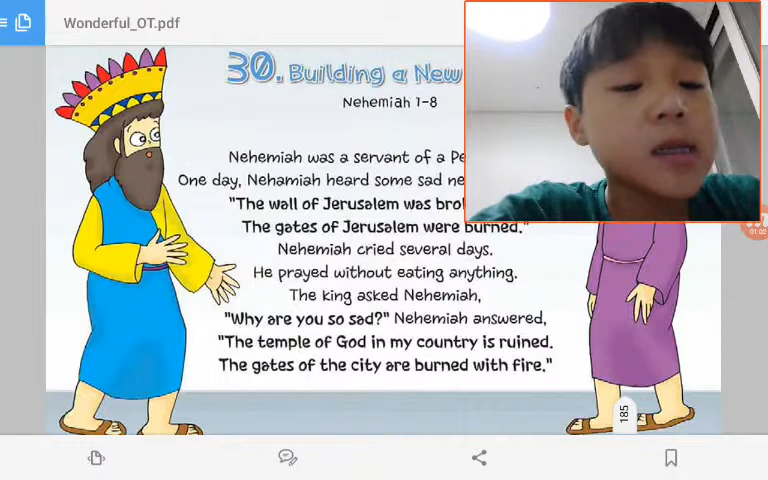 Wonderful_OT.pdf
30. Building a New
Nehemiah 1-8
Nehemiah was a servant of a
One day, Nehamiah heard some sad
"The wall of Jerusalem was
The gates of Jerusalem were burned."
Nehemiah cried several days.
He prayed without eating anything.
The king asked Nehemiah,
"Why are you so sad?" Nehemiah answered,
"The temple of God in my country is ruined.
The gates of the city are burned with fire."
185
01:02